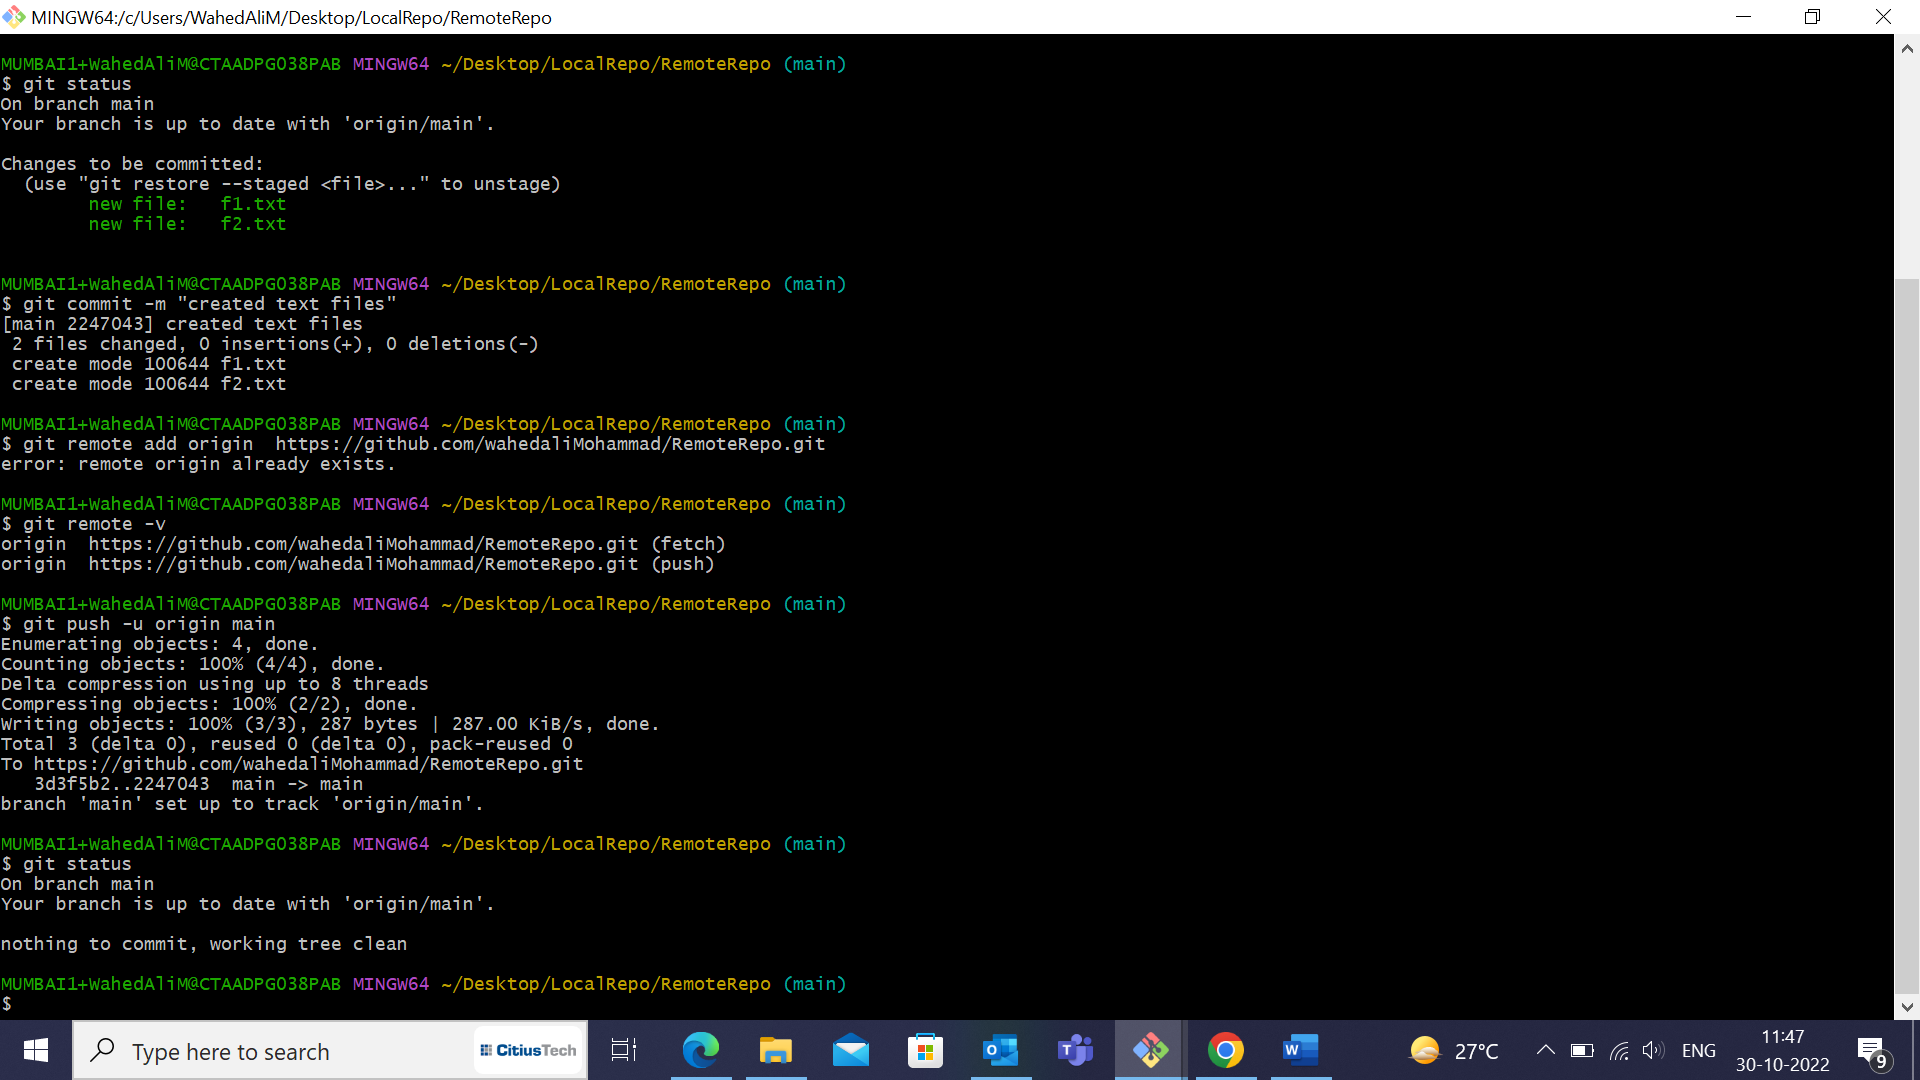 MINGW64:/c/Users/WahedAliM/Desktop/LocalRepo/RemoteRepo
MUMBAI1+WahedAliM@CTAADPG038PAB MINGW64 ~/Desktop/LocalRepo/RemoteRepo (main)
$ git status
On branch main
Your branch is up to date with 'origin/main'.
Changes to be committed:
  (use "git restore --staged <file>..." to unstage)
        new file:   f1.txt
        new file:   f2.txt
MUMBAI1+WahedAliM@CTAADPG038PAB MINGW64 ~/Desktop/LocalRepo/RemoteRepo (main)
$ git commit -m "created text files"
[main 2247043] created text files
 2 files changed, 0 insertions(+), 0 deletions(-)
 create mode 100644 f1.txt
 create mode 100644 f2.txt
MUMBAI1+WahedAliM@CTAADPG038PAB MINGW64 ~/Desktop/LocalRepo/RemoteRepo (main)
$ git remote add origin  https://github.com/wahedaliMohammad/RemoteRepo.git
error: remote origin already exists.
MUMBAI1+WahedAliM@CTAADPG038PAB MINGW64 ~/Desktop/LocalRepo/RemoteRepo (main)
$ git remote -v
origin  https://github.com/wahedaliMohammad/RemoteRepo.git (fetch)
origin  https://github.com/wahedaliMohammad/RemoteRepo.git (push)
MUMBAI1+WahedAliM@CTAADPG038PAB MINGW64 ~/Desktop/LocalRepo/RemoteRepo (main)
$ git push -u origin main
Enumerating objects: 4, done.
Counting objects: 100% (4/4), done.
Delta compression using up to 8 threads
Compressing objects: 100% (2/2), done.
Writing objects: 100% (3/3), 287 bytes | 287.00 KiB/s, done.
Total 3 (delta 0), reused 0 (delta 0), pack-reused 0
To https://github.com/wahedaliMohammad/RemoteRepo.git
   3d3f5b2..2247043  main -> main
branch 'main' set up to track 'origin/main'.
MUMBAI1+WahedAliM@CTAADPG038PAB MINGW64 ~/Desktop/LocalRepo/RemoteRepo (main)
$ git status
On branch main
Your branch is up to date with 'origin/main'.
nothing to commit, working tree clean
MUMBAI1+WahedAliM@CTAADPG038PAB MINGW64 ~/Desktop/LocalRepo/RemoteRepo (main)
$
Type here to search
CitiusTech
27°C
ENG
11:47
30-10-2022
9